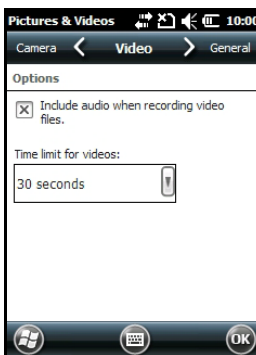 Pictures & Videos 10:00
Camera Video General
Options
Include audio when recording video
files.
Time limit for videos:
30 seconds
OK